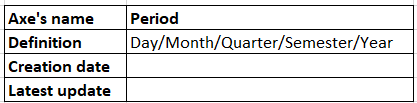 Axe's name Period
Definition Day/Month/Quarter/Semester/Year
Creation date
Latest update